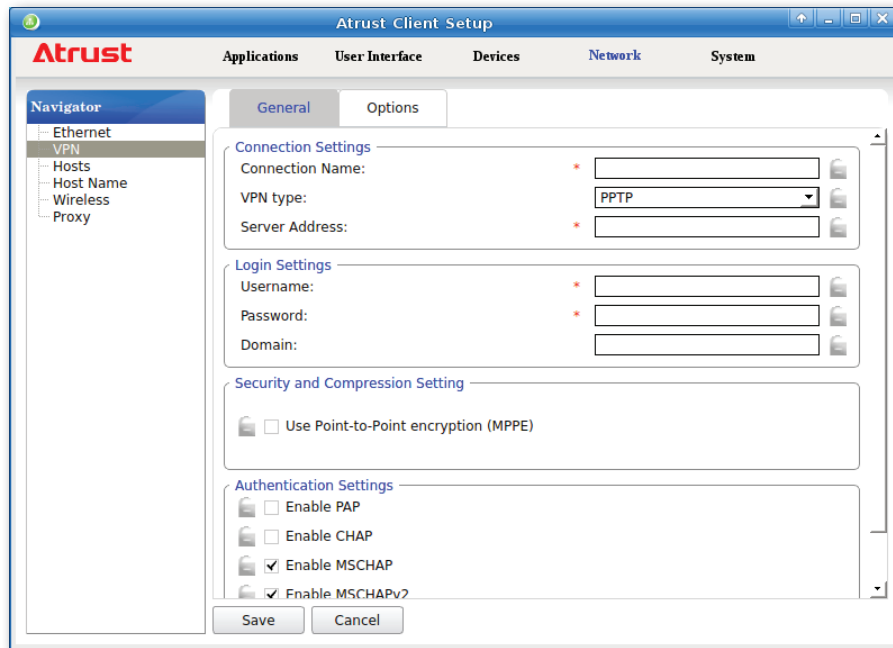 Atrust Client Setup
Atrust Applications User Interface Devices Network System
Navigator
Ethernet
VPN
Hosts
Host Name
Wireless
Proxy
General Options
Connection Settings
Connection Name: *
VPN type: PPTP
Server Address: *
Login Settings
Username: *
Password: *
Domain:
Security and Compression Setting
Use Point-to-Point encryption (MPPE)
Authentication Settings
Enable PAP
Enable CHAP
Enable MSCHAP
Enable MSCHAPv2
Save Cancel